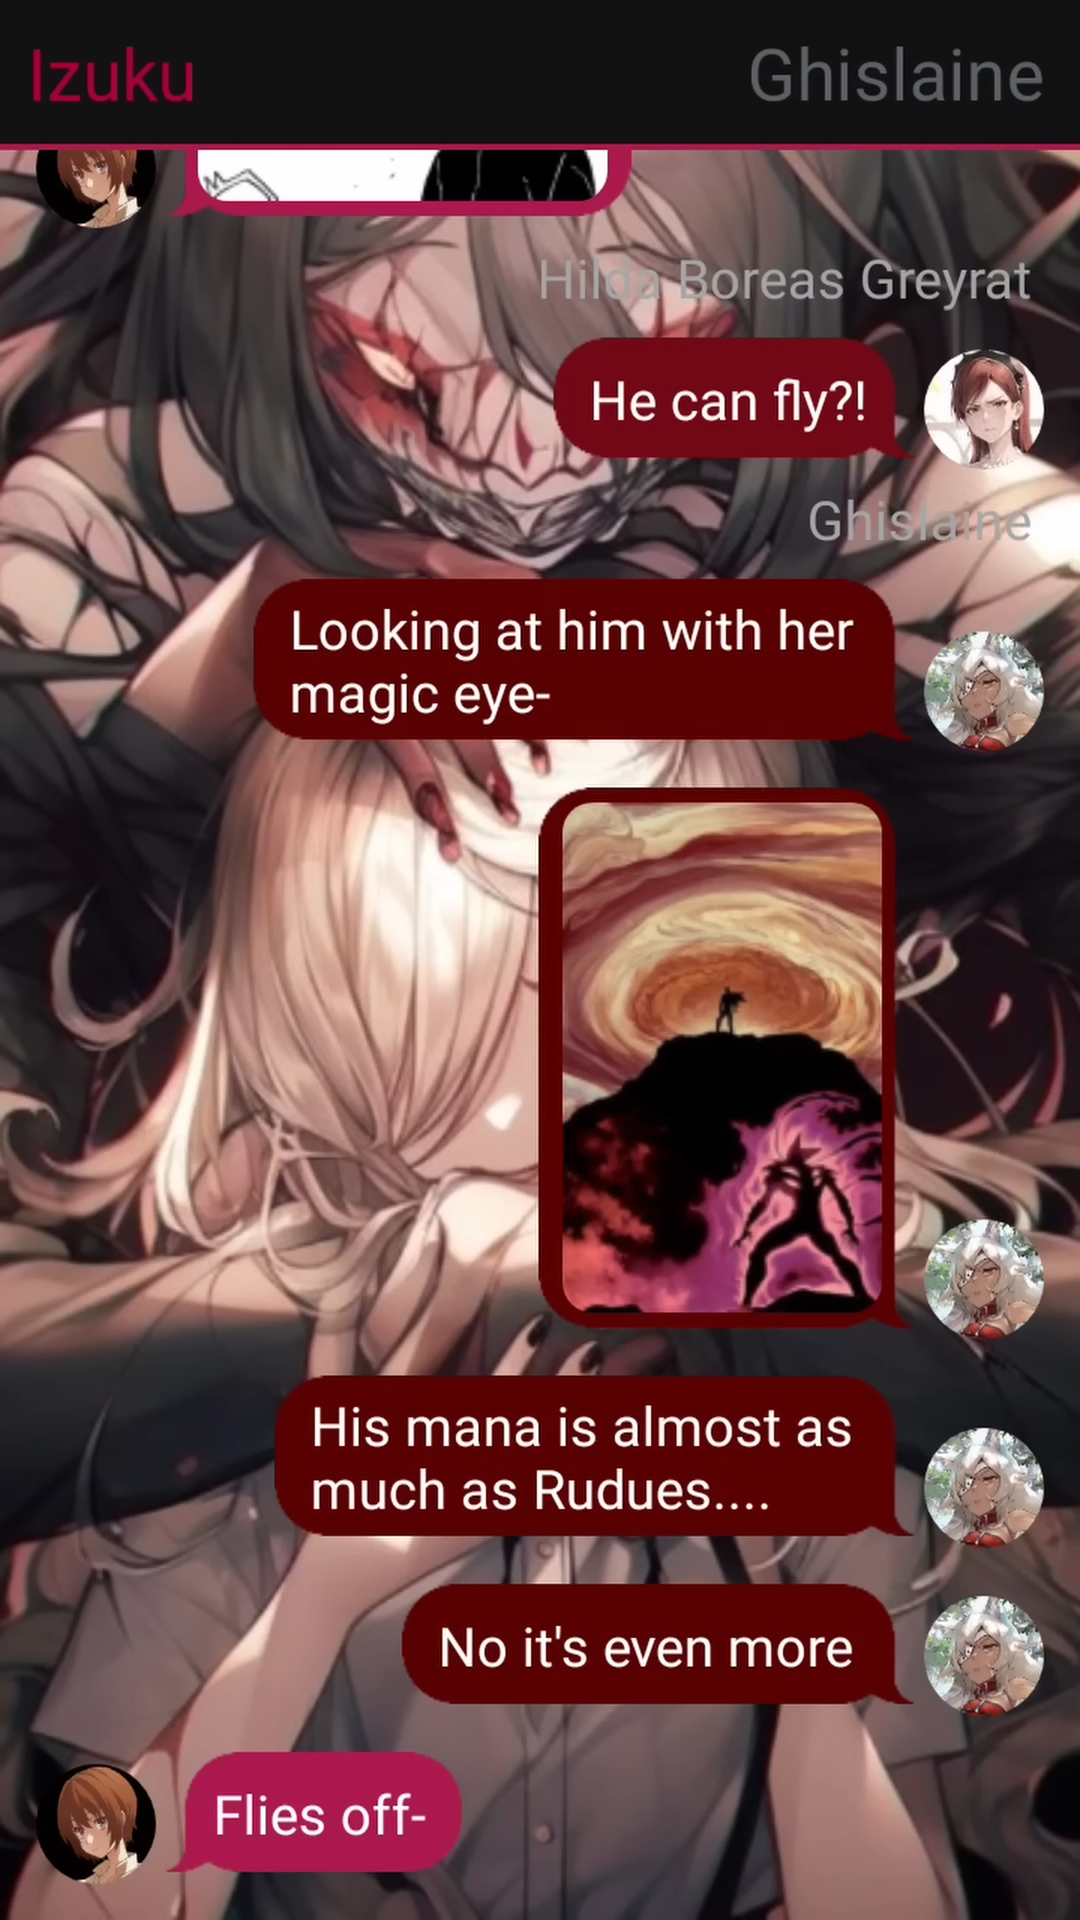 Izuku
Ghislaine
Hilda Boreas Greyrat
He can fly?!
Ghislaine
Looking at him with her
magic eye-
His mana is almost as
much as Rudues....
No it's even more
Flies off-